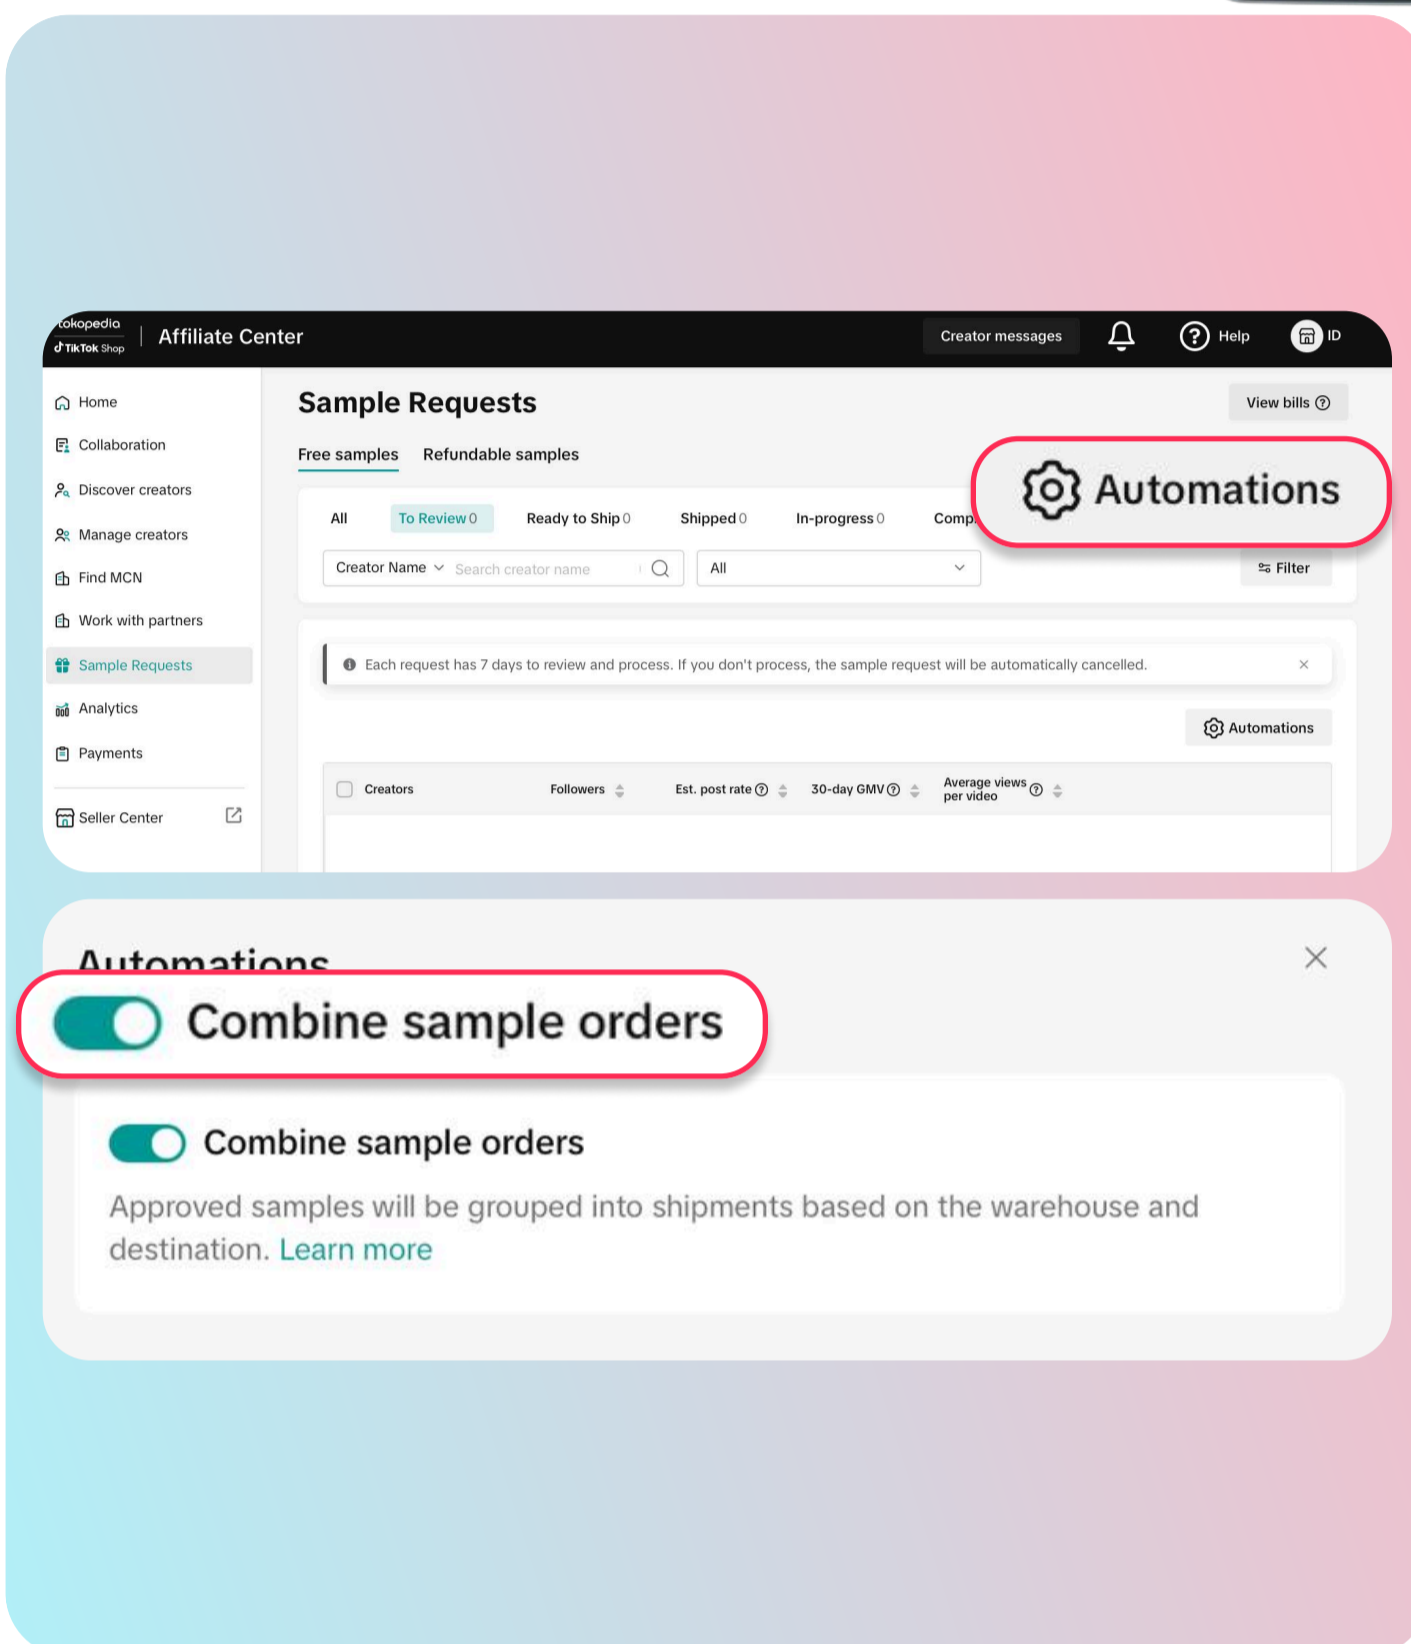 tokopedia
TikTok Shop
Affiliate Center
Creator messages
Help
ID
Home
Collaboration
Discover creators
Manage creators
Find MCN
Work with partners
Sample Requests
Analytics
Payments
Seller Center
Sample Requests
View bills
Free samples Refundable samples
Automations
All To Review 0 Ready to Ship 0 Shipped 0 In-progress 0 Comp
Creator Name Search creator name All Filter
Each request has 7 days to review and process. If you don't process, the sample request will be automatically cancelled.
Automations
Creators Followers Est. post rate 30-day GMV Average views
per video
Automations
Combine sample orders
Combine sample orders
Approved samples will be grouped into shipments based on the warehouse and
destination. Learn more